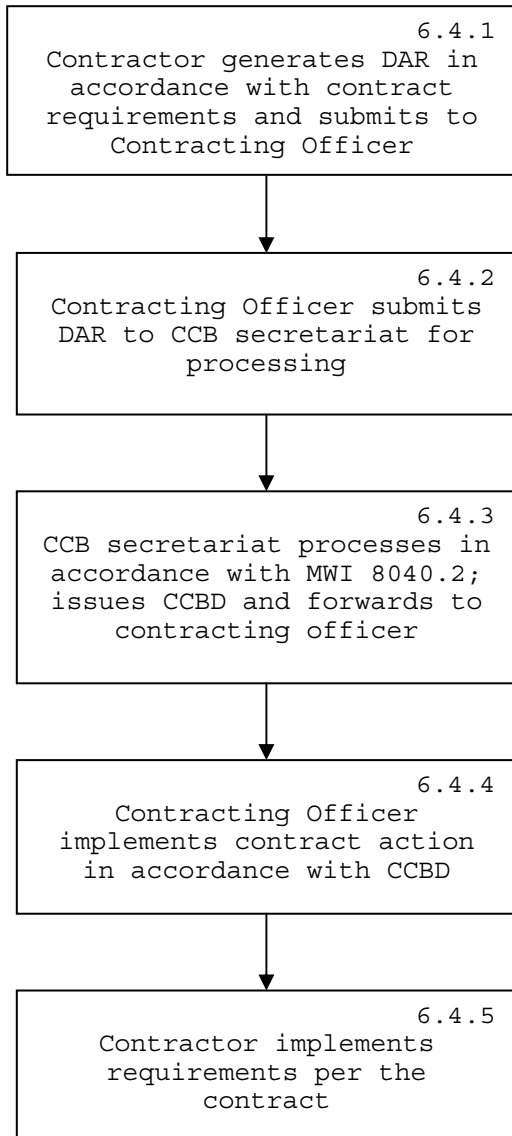 6.4.1
Contractor generates DAR in
accordance with contract
requirements and submits to
Contracting Officer
6.4.2
Contracting Officer submits
DAR to CCB secretariat for
processing
6.4.3
CCB secretariat processes in
accordance with MWI 8040.2;
issues CCBD and forwards to
contracting officer
6.4.4
Contracting Officer
implements contract action
in accordance with CCBD
6.4.5
Contractor implements
requirements per the
contract